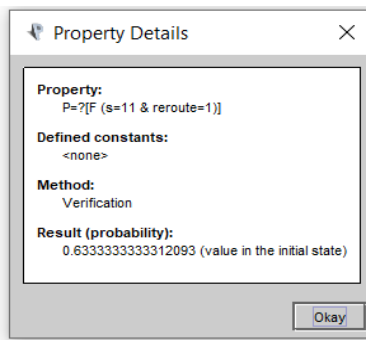 Property Details
Property:
P=?[F (s=11 & reroute=1)]
Defined constants:
<none>
Method:
Verification
Result (probability):
0.6333333333312093 (value in the initial state)
Okay